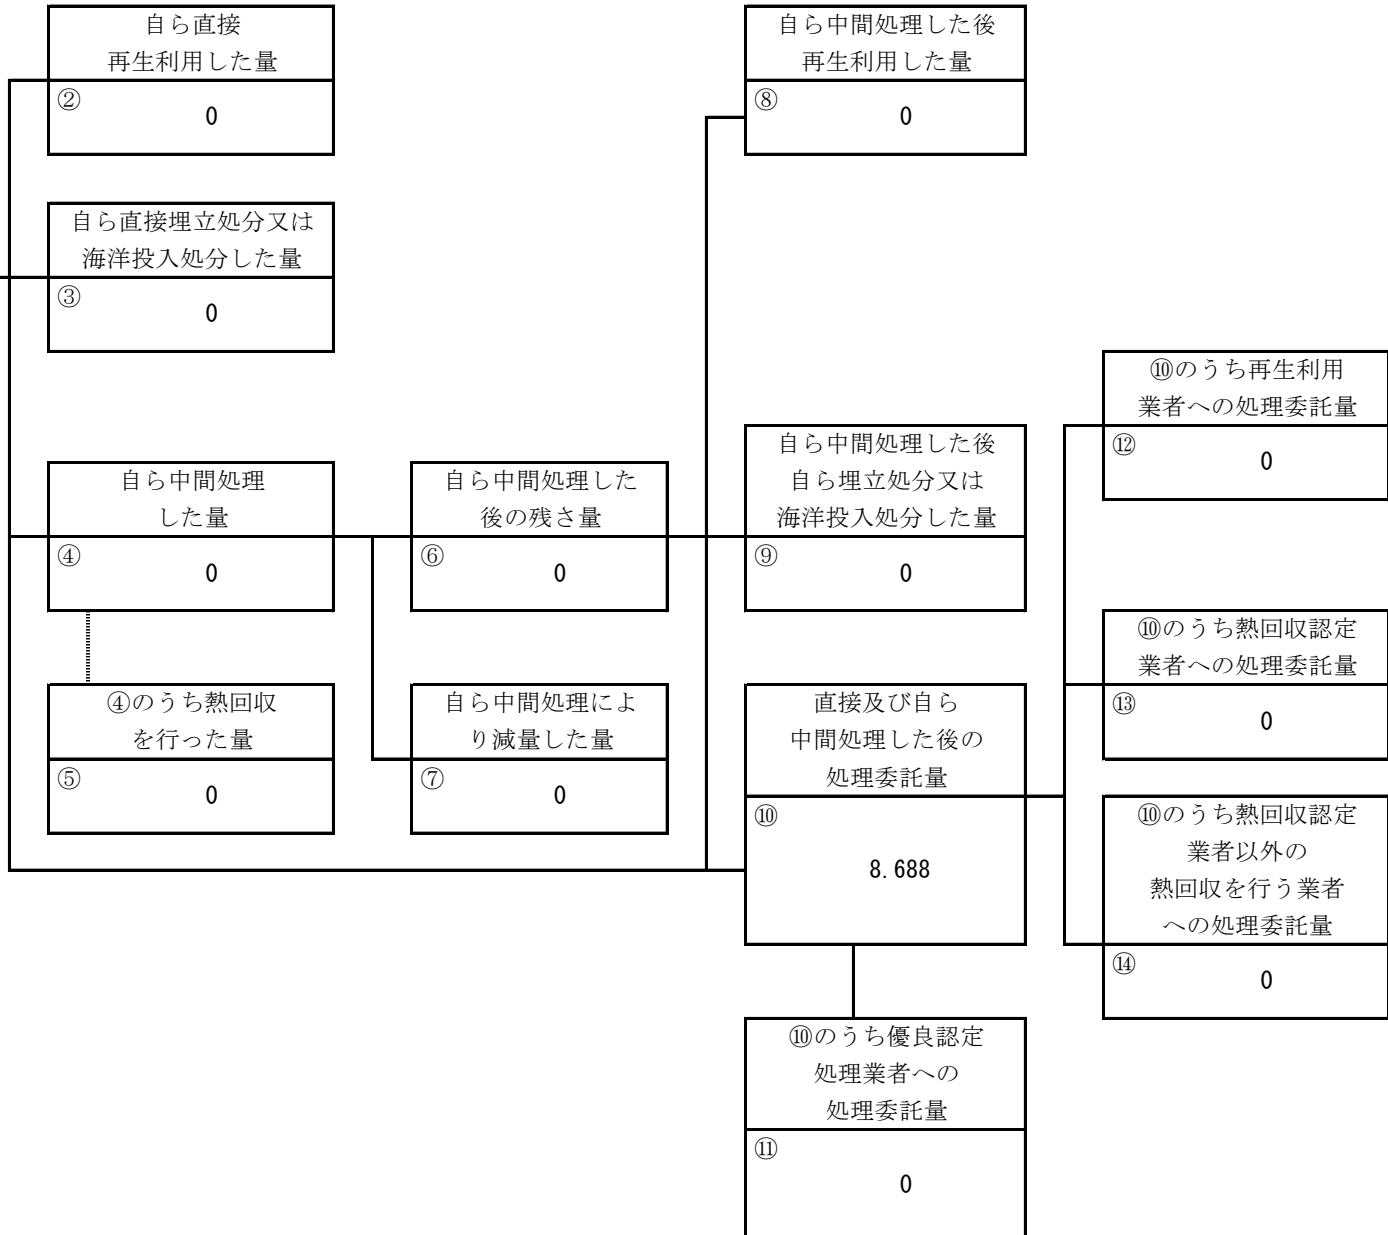 自ら直接
再生利用した量
②
0
自ら中間処理した後
再生利用した量
⑧
0
自ら直接埋立処分又は
海洋投入処分した量
③
0
⑩のうち再生利用
業者への処理委託量
⑫
0
自ら中間処理
した量
④
0
自ら中間処理した
後の残さ量
⑥
0
自ら中間処理した後
自ら埋立処分又は
海洋投入処分した量
⑨
0
⑩のうち熱回収認定
業者への処理委託量
⑬
0
④のうち熱回収
を行った量
⑤
0
自ら中間処理によ
り減量した量
⑦
0
直接及び自ら
中間処理した後の
処理委託量
⑩
8.688
⑩のうち熱回収認定
業者以外の
熱回収を行う業者
への処理委託量
⑭
0
⑩のうち優良認定
処理業者への
処理委託量
⑪
0